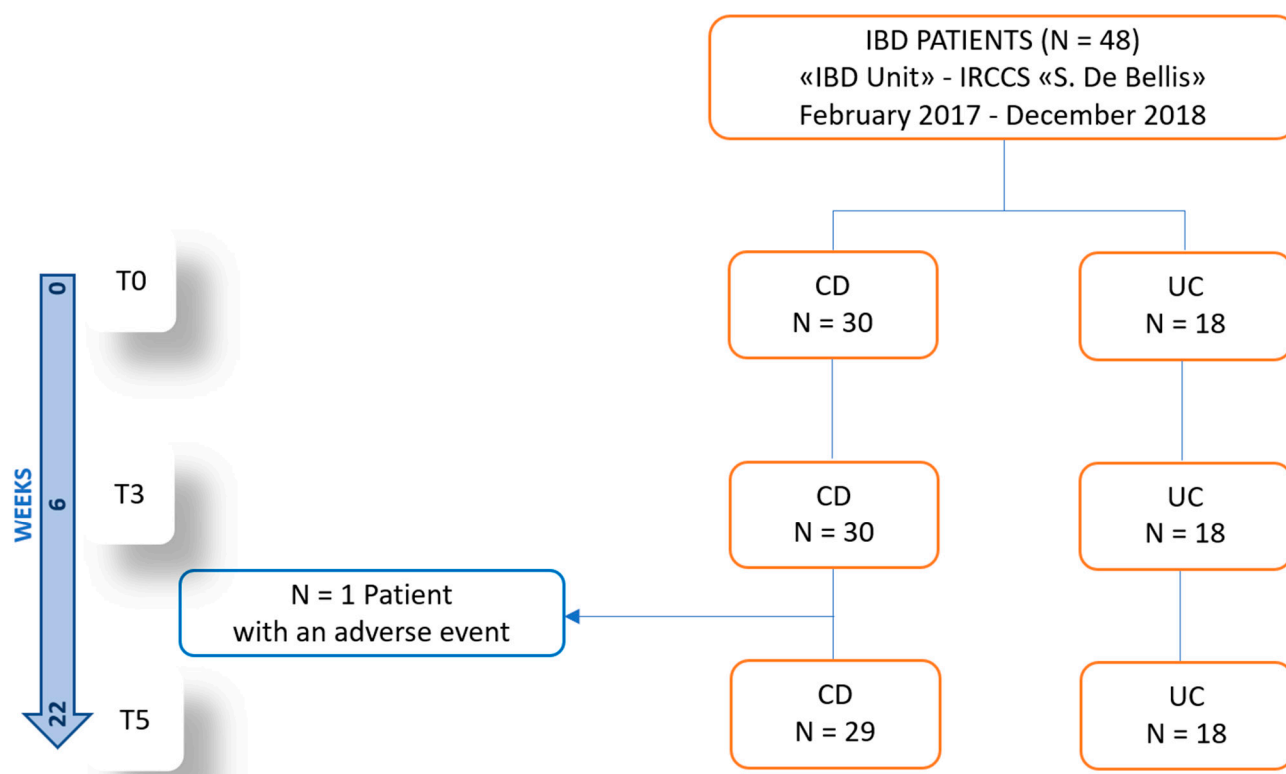 IBD PATIENTS (N = 48)
«IBD Unit» - IRCCS «S. De Bellis»
February 2017 - December 2018
WEEKS
0
T0
CD
N = 30
UC
N = 18
6
T3
CD
N = 30
UC
N = 18
N = 1 Patient
with an adverse event
22
T5
CD
N = 29
UC
N = 18